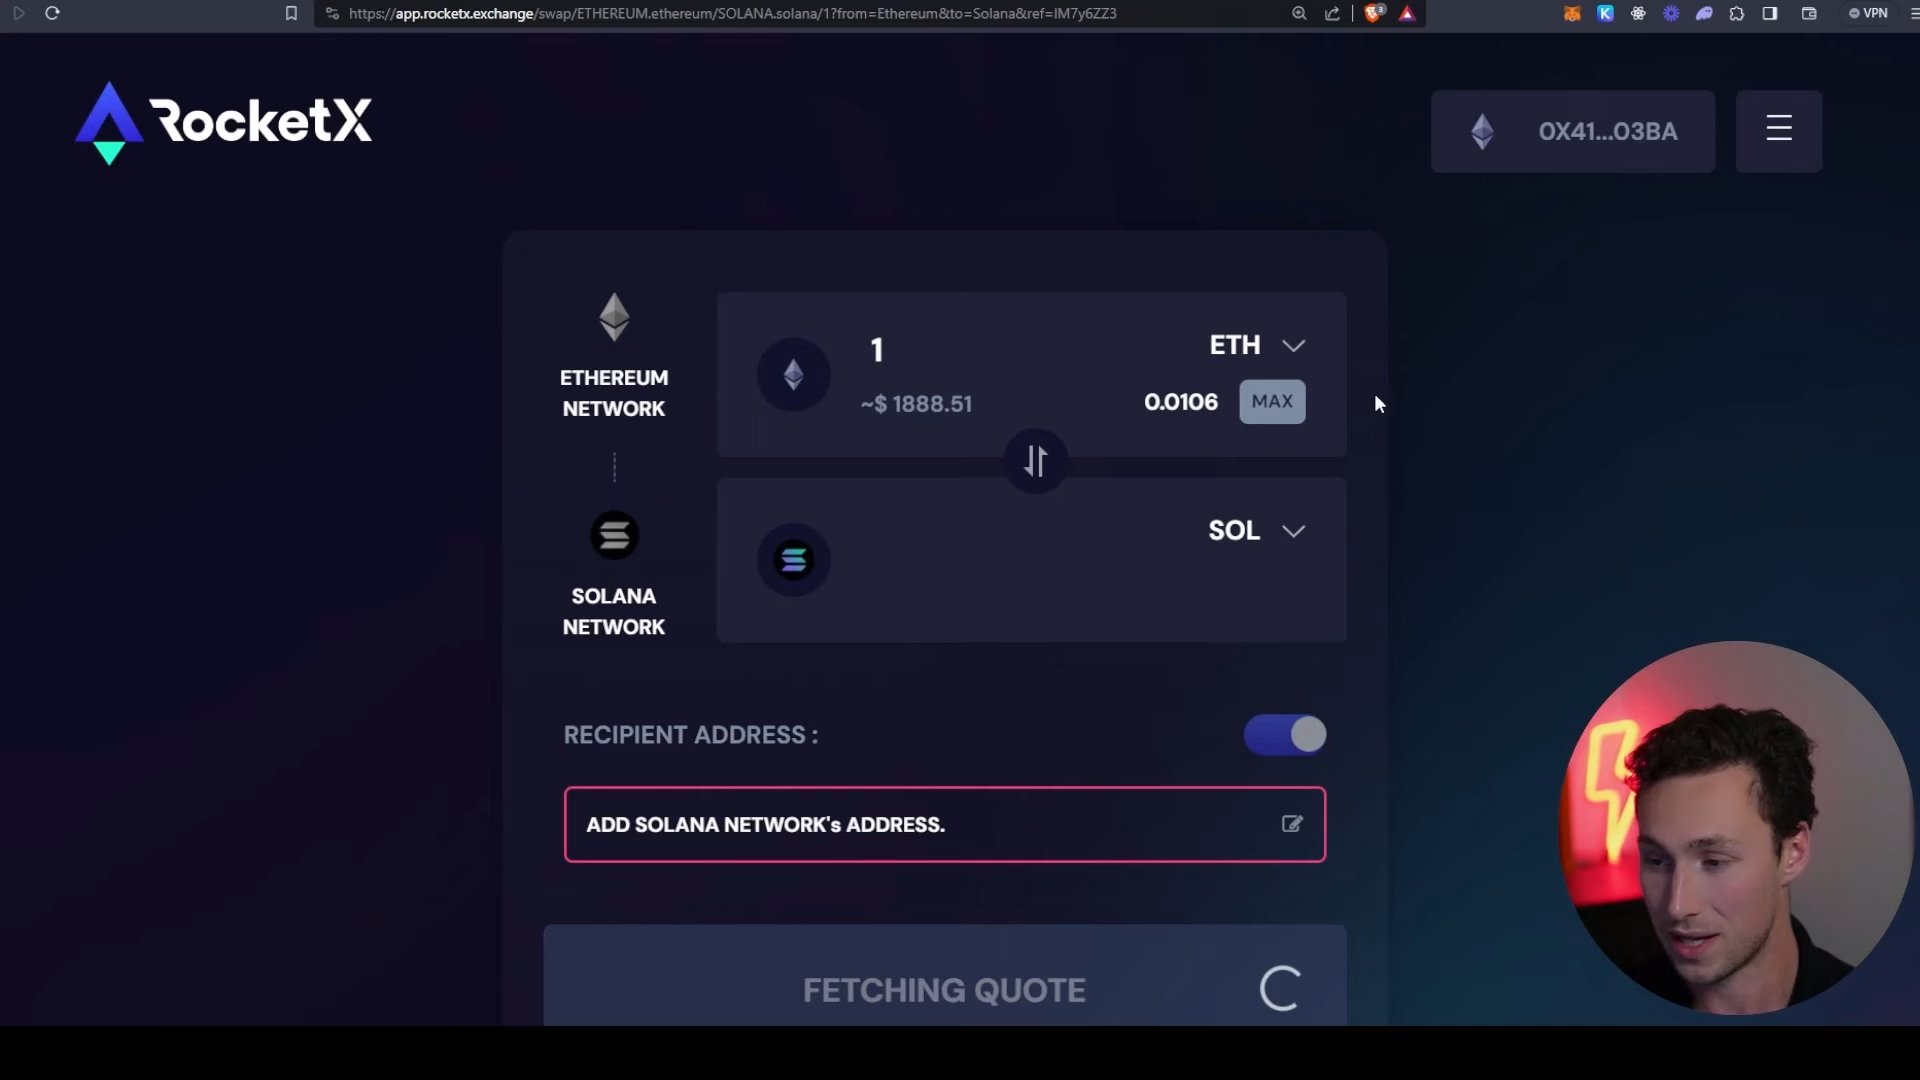 https://app.rocketx.exchange/swap/ETHEREUM.ethereum/SOLANA.solana/1?from=Ethereum&to=Solana&ref=IM7y6ZZ3
3
K
VPN
RocketX
0X41...03BA
1
ETH
ETHEREUM
NETWORK
~$ 1888.51
0.0106
MAX
SOL
SOLANA
NETWORK
RECIPIENT ADDRESS :
ADD SOLANA NETWORK's ADDRESS.
FETCHING QUOTE